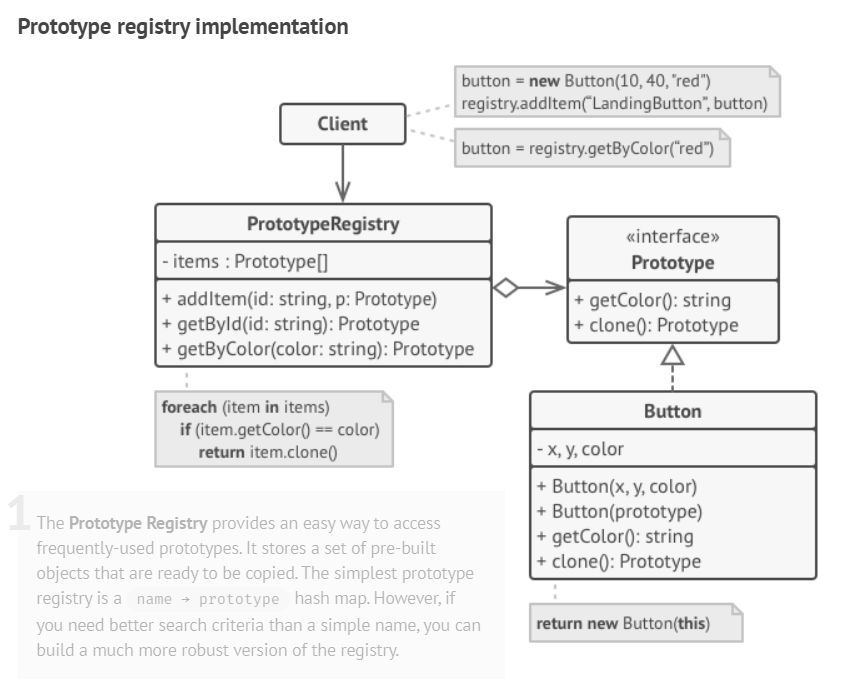 Prototype registry implementation
button = new Button(10, 40, "red")
registry.addItem(“LandingButton”, button)
Client
button = registry.getByColor(“red”)
PrototypeRegistry
- items : Prototype[]
+ addItem(id: string, p: Prototype)
+ getById(id: string): Prototype
+ getByColor(color: string): Prototype
«interface»
Prototype
+ getColor(): string
+ clone(): Prototype
foreach (item in items)
if (item.getColor() == color)
return item.clone()
Button
- x, y, color
+ Button(x, y, color)
+ Button(prototype)
+ getColor(): string
+ clone(): Prototype
return new Button(this)
1
The Prototype Registry provides an easy way to access
frequently-used prototypes. It stores a set of pre-built
objects that are ready to be copied. The simplest prototype
registry is a name → prototype hash map. However, if
you need better search criteria than a simple name, you can
build a much more robust version of the registry.